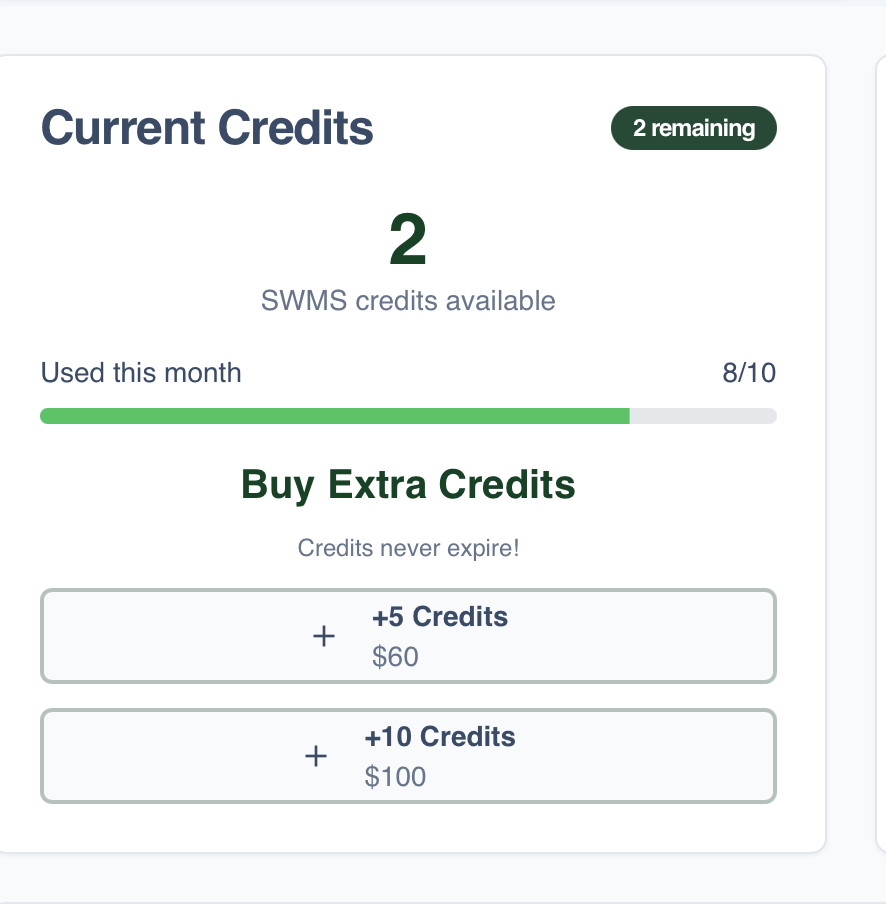 Current Credits
2 remaining
2
SWMS credits available
Used this month
8/10
Buy Extra Credits
Credits never expire!
+5 Credits
$60
+10 Credits
$100